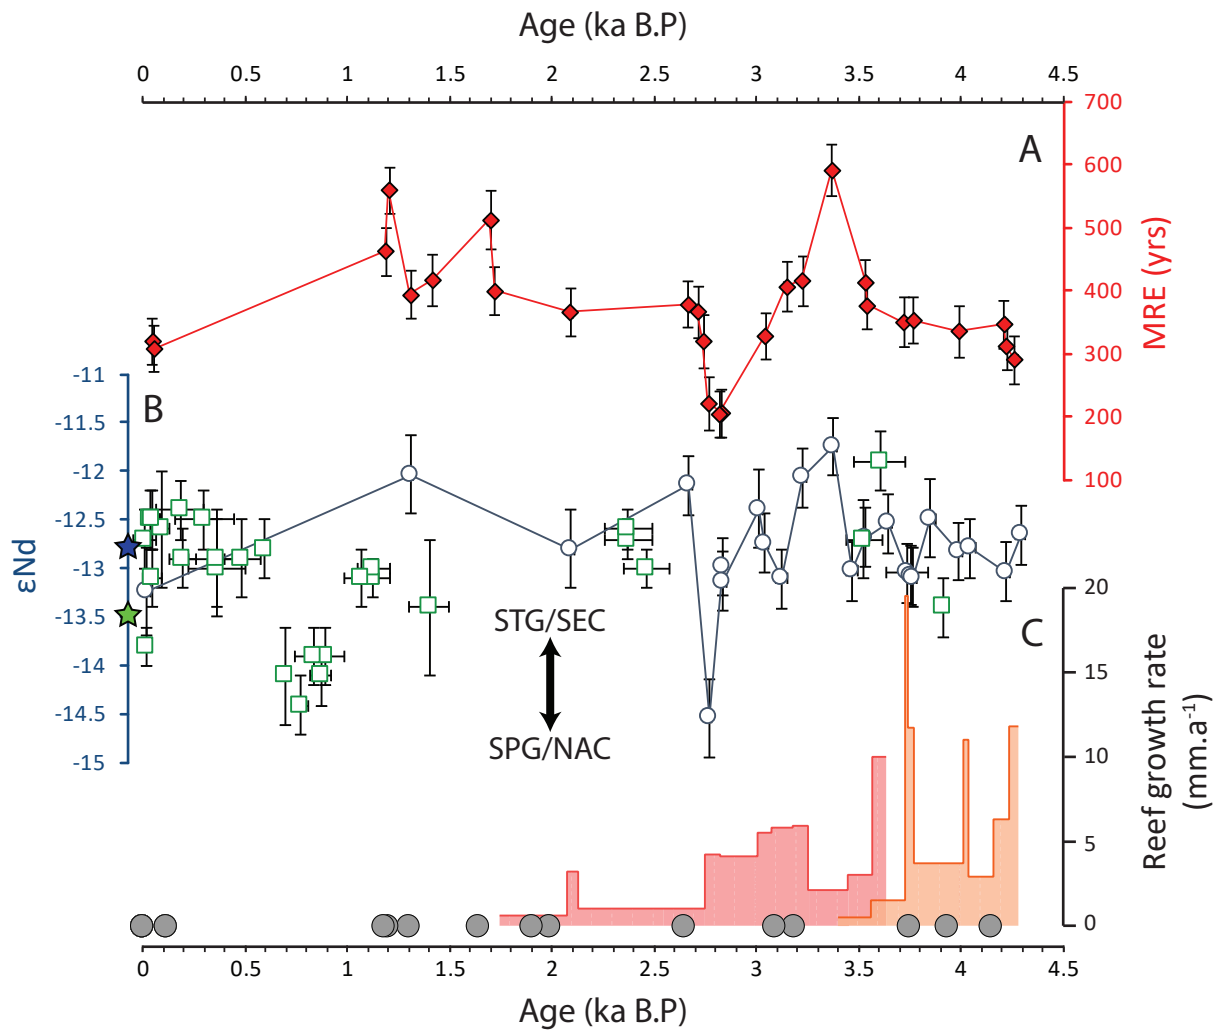 Age (ka B.P)
0 0.5 1 1.5 2 2.5 3 3.5 4 4.5
A
700
600
500
400
300
200
100
MRE (yrs)
B
-11
-11.5
-12
-12.5
-13
-13.5
-14
-14.5
-15
εNd
STG/SEC
SPG/NAC
C
20
15
10
5
0
Reef growth rate
(mm.a⁻¹)
0 0.5 1 1.5 2 2.5 3 3.5 4 4.5
Age (ka B.P)